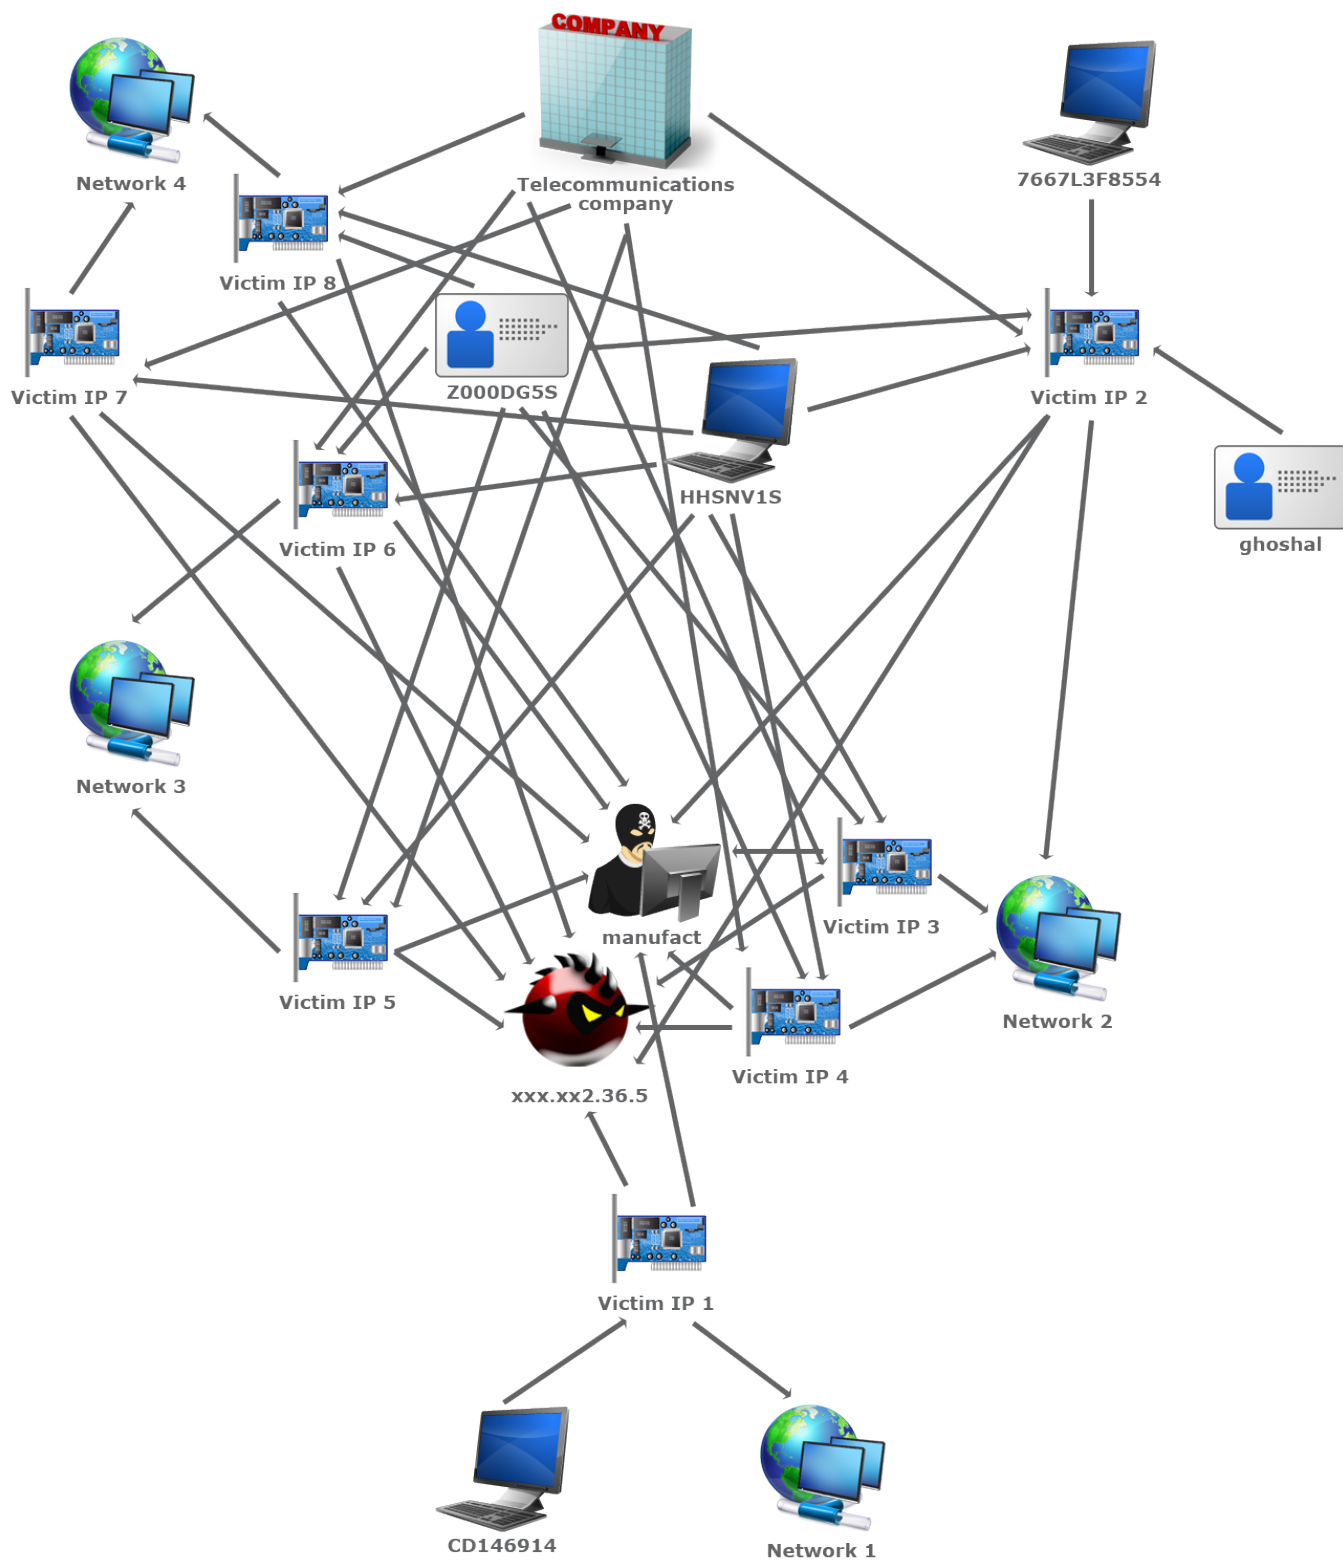 COMPANY
Network 4
Telecommunications
company
7667L3F8554
Victim IP 8
Victim IP 7
Z000DG5S
Victim IP 2
HHSNV1S
Victim IP 6
ghoshal
Network 3
manufact
Victim IP 3
Victim IP 5
Network 2
Victim IP 4
xxx.xx2.36.5
Victim IP 1
CD146914
Network 1